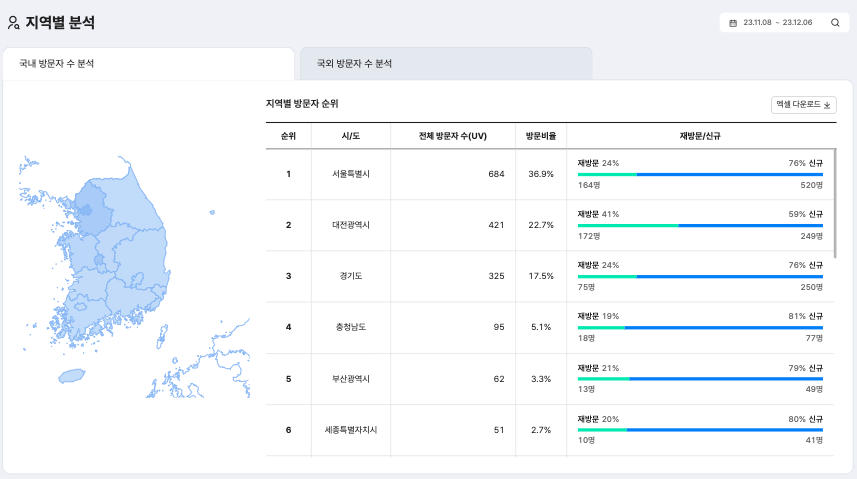 지역별 분석
23.11.08 ~ 23.12.06
국내 방문자 수 분석
국외 방문자 수 분석
지역별 방문자 순위
엑셀 다운로드
순위 시/도 전체 방문자 수(UV) 방문비율 재방문/신규
1 서울특별시 684 36.9% 재방문 24% 76% 신규
164명 520명
2 대전광역시 421 22.7% 재방문 41% 59% 신규
172명 249명
3 경기도 325 17.5% 재방문 24% 76% 신규
75명 250명
4 충청남도 95 5.1% 재방문 19% 81% 신규
18명 77명
5 부산광역시 62 3.3% 재방문 21% 79% 신규
13명 49명
6 세종특별자치시 51 2.7% 재방문 20% 80% 신규
10명 41명